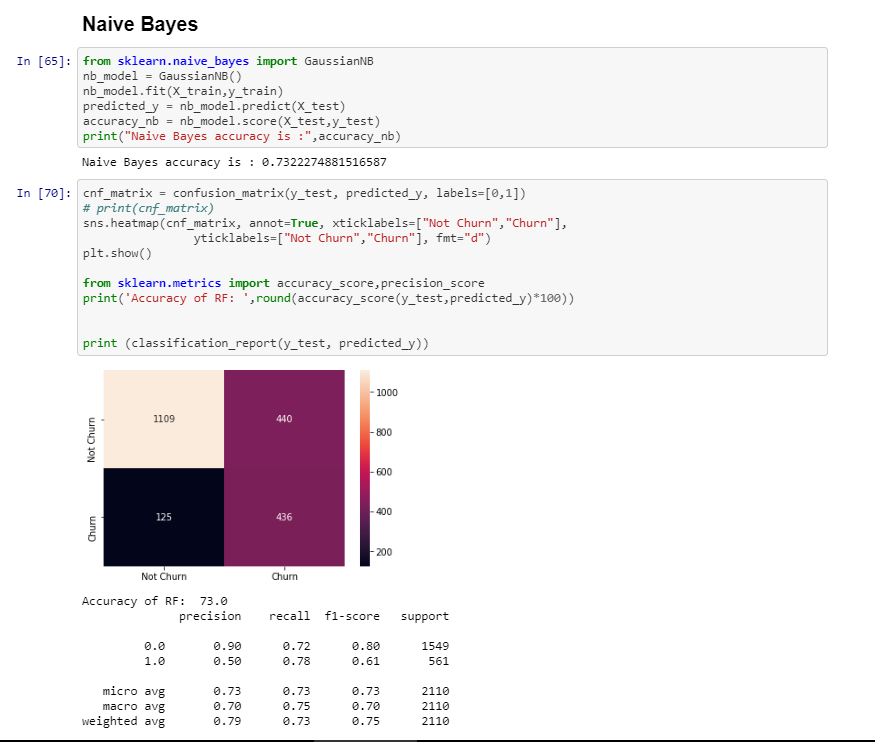 Naive Bayes
In [65]: from sklearn.naive_bayes import GaussianNB
nb_model = GaussianNB()
nb_model.fit(X_train,y_train)
predicted_y = nb_model.predict(X_test)
accuracy_nb = nb_model.score(X_test,y_test)
print("Naive Bayes accuracy is :",accuracy_nb)
Naive Bayes accuracy is : 0.7322274881516587
In [70]: cnf_matrix = confusion_matrix(y_test, predicted_y, labels=[0,1])
# print(cnf_matrix)
sns.heatmap(cnf_matrix, annot=True, xticklabels=["Not Churn","Churn"],
yticklabels=["Not Churn","Churn"], fmt="d")
plt.show()
from sklearn.metrics import accuracy_score,precision_score
print('Accuracy of RF: ',round(accuracy_score(y_test,predicted_y)*100))
print (classification_report(y_test, predicted_y))
Not Churn 1109 440
Churn 125 436
Not Churn Churn
1000
800
600
400
200
Accuracy of RF:  73.0
precision recall f1-score support
0.0 0.90 0.72 0.80 1549
1.0 0.50 0.78 0.61 561
micro avg 0.73 0.73 0.73 2110
macro avg 0.70 0.75 0.70 2110
weighted avg 0.79 0.73 0.75 2110